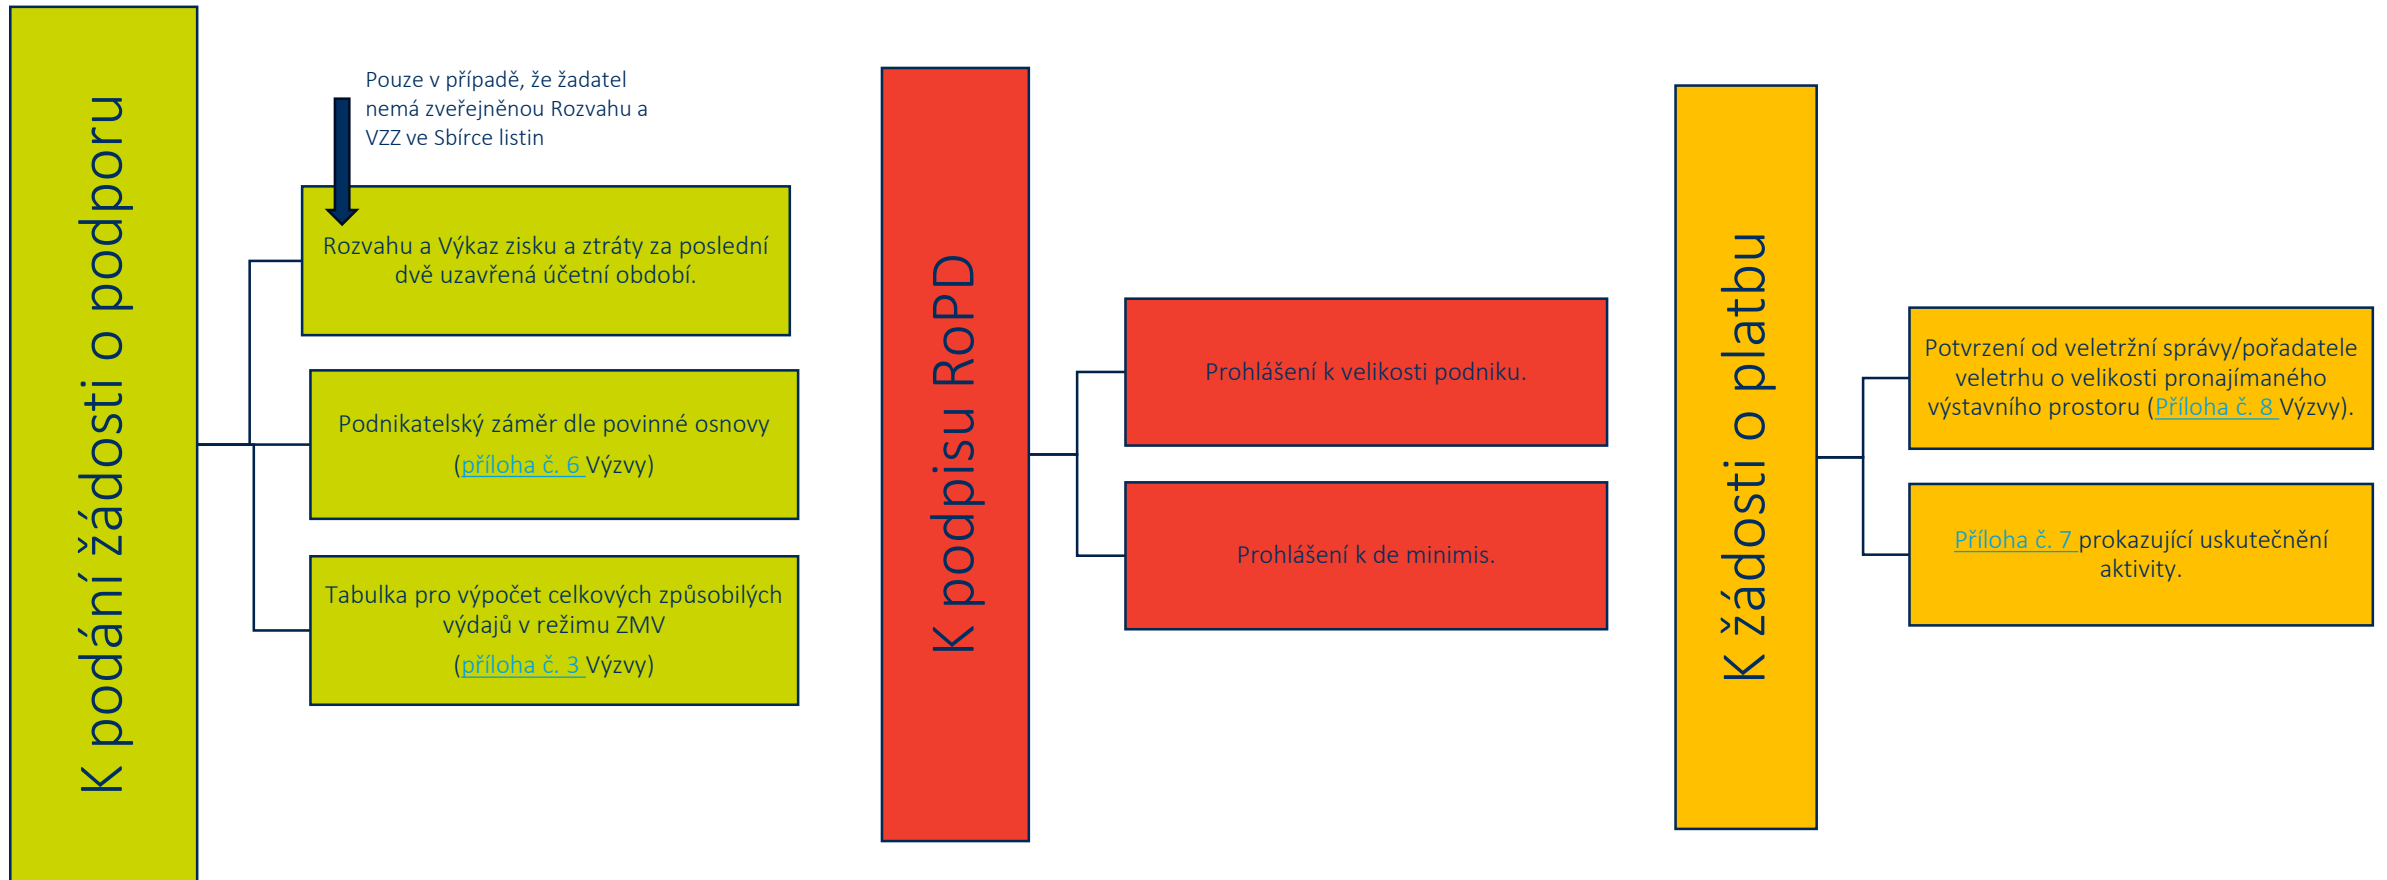 K podání žádosti o podporu
Pouze v případě, že žadatel
nemá zveřejněnou Rozvahu a
VZZ ve Sbírce listin
Rozvahu a Výkaz zisku a ztráty za poslední
dvě uzavřená účetní období.
Podnikatelský záměr dle povinné osnovy
(příloha č. 6 Výzvy)
Tabulka pro výpočet celkových způsobilých
výdajů v režimu ZMV
(příloha č. 3 Výzvy)
K podpisu RoPD
Prohlášení k velikosti podniku.
Prohlášení k de minimis.
K žádosti o platbu
Potvrzení od veletržní správy/pořadatele
veletrhu o velikosti pronajímaného
výstavního prostoru (Příloha č. 8 Výzvy).
Příloha č. 7 prokazující uskutečnění
aktivity.